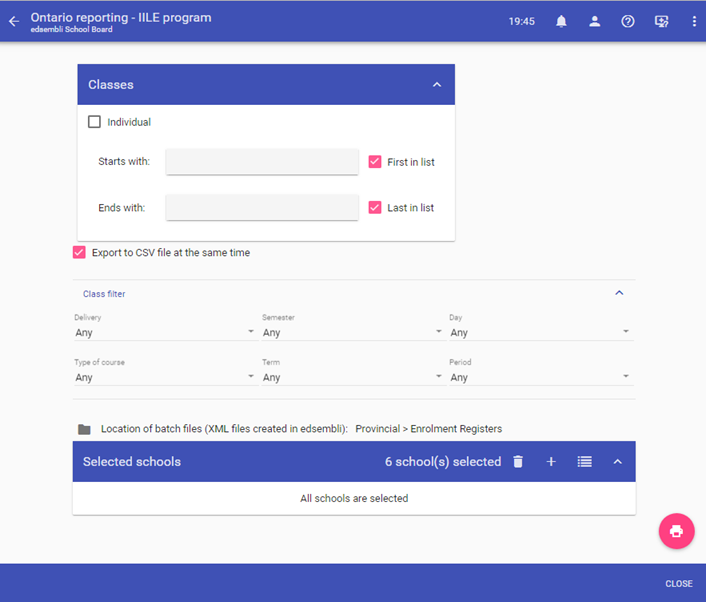 Ontario reporting - IILE program
edsembli School Board
19:45
Classes
Individual
Starts with:
First in list
Ends with:
Last in list
Export to CSV file at the same time
Class filter
Delivery Semester Day
Any Any Any
Type of course Term Period
Any Any Any
Location of batch files (XML files created in edsembli): Provincial > Enrolment Registers
Selected schools 6 school(s) selected
All schools are selected
CLOSE